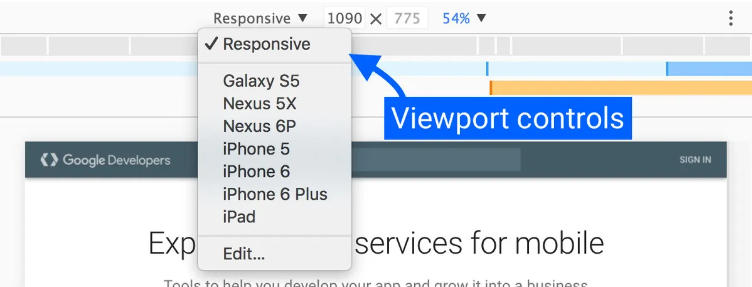 Responsive ▼ 1090 × 775 54% ▼
✓ Responsive
Galaxy S5
Nexus 5X
Nexus 6P
iPhone 5
iPhone 6
iPhone 6 Plus
iPad
Edit...
Viewport controls
Google Developers
SIGN IN
Exp services for mobile
Tools to help you develop your app and grow it into a business.